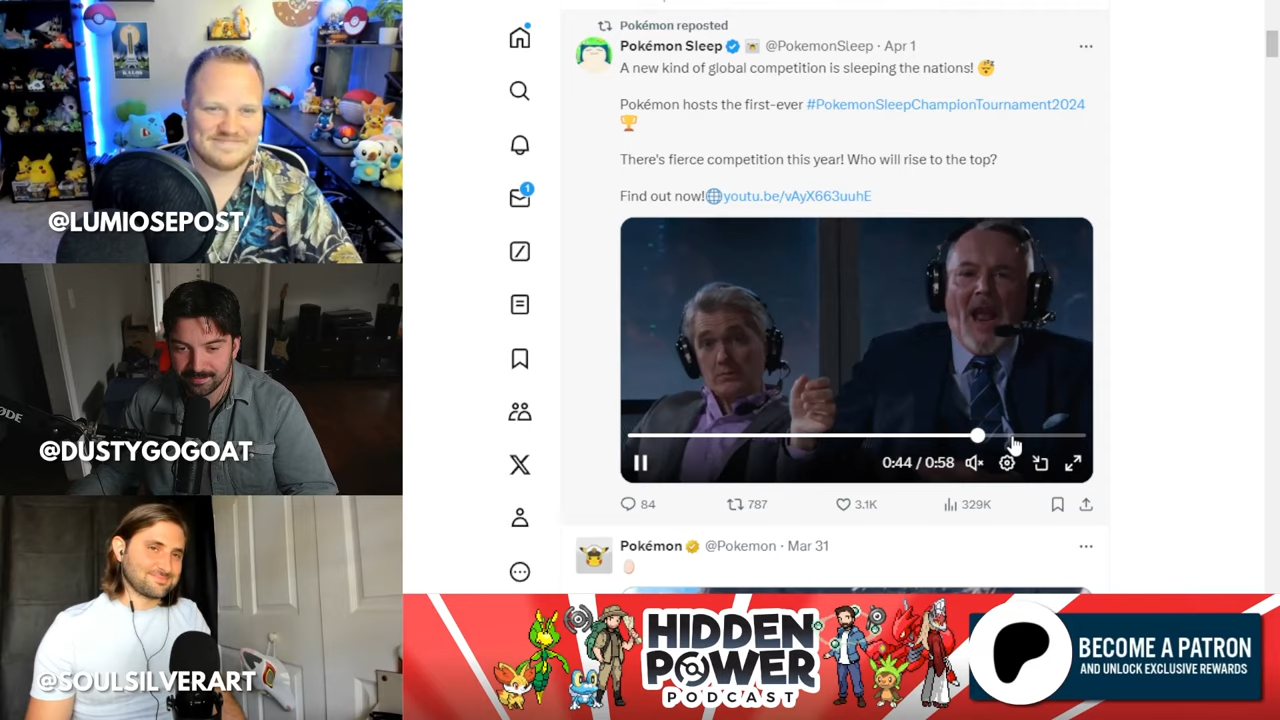 @LUMIOSEPOST
ODE
@DUSTYGOGOAT
@SOULSILVERART
1
Pokémon reposted
Pokémon Sleep @PokemonSleep · Apr 1
A new kind of global competition is sleeping the nations! 😴
Pokémon hosts the first-ever #PokemonSleepChampionTournament2024
🏆
There's fierce competition this year! Who will rise to the top?
Find out now!🌐youtu.be/vAyX663uuhE
0:44 / 0:58
84 787 3.1K 329K
Pokémon @Pokemon · Mar 31
🥚
HIDDEN
POWER
PODCAST
BECOME A PATRON
AND UNLOCK EXCLUSIVE REWARDS